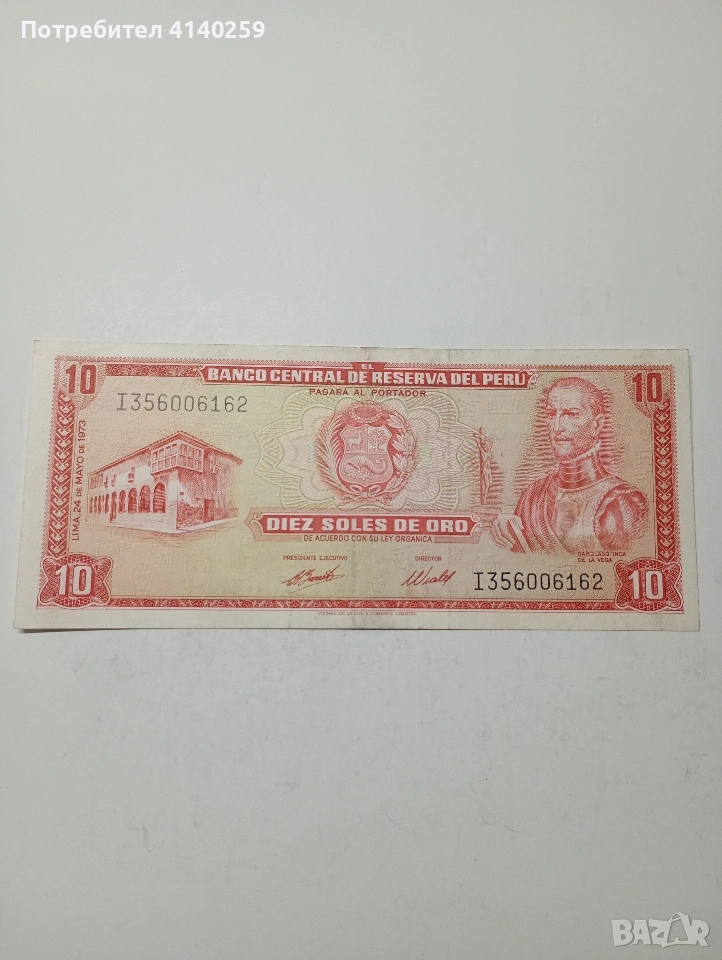 Потребител 4140259
EL
BANCO CENTRAL DE RESERVA DEL PERU
PAGARA AL PORTADOR
10
10
I356006162
LIMA, 24 DE MAYO DE 1973
DIEZ SOLES DE ORO
DE ACUERDO CON SU LEY ORGANICA
GARCILASO INCA
DE LA VEGA
PRESIDENTE EJECUTIVO
DIRECTOR
I356006162
10
10
BAZAR